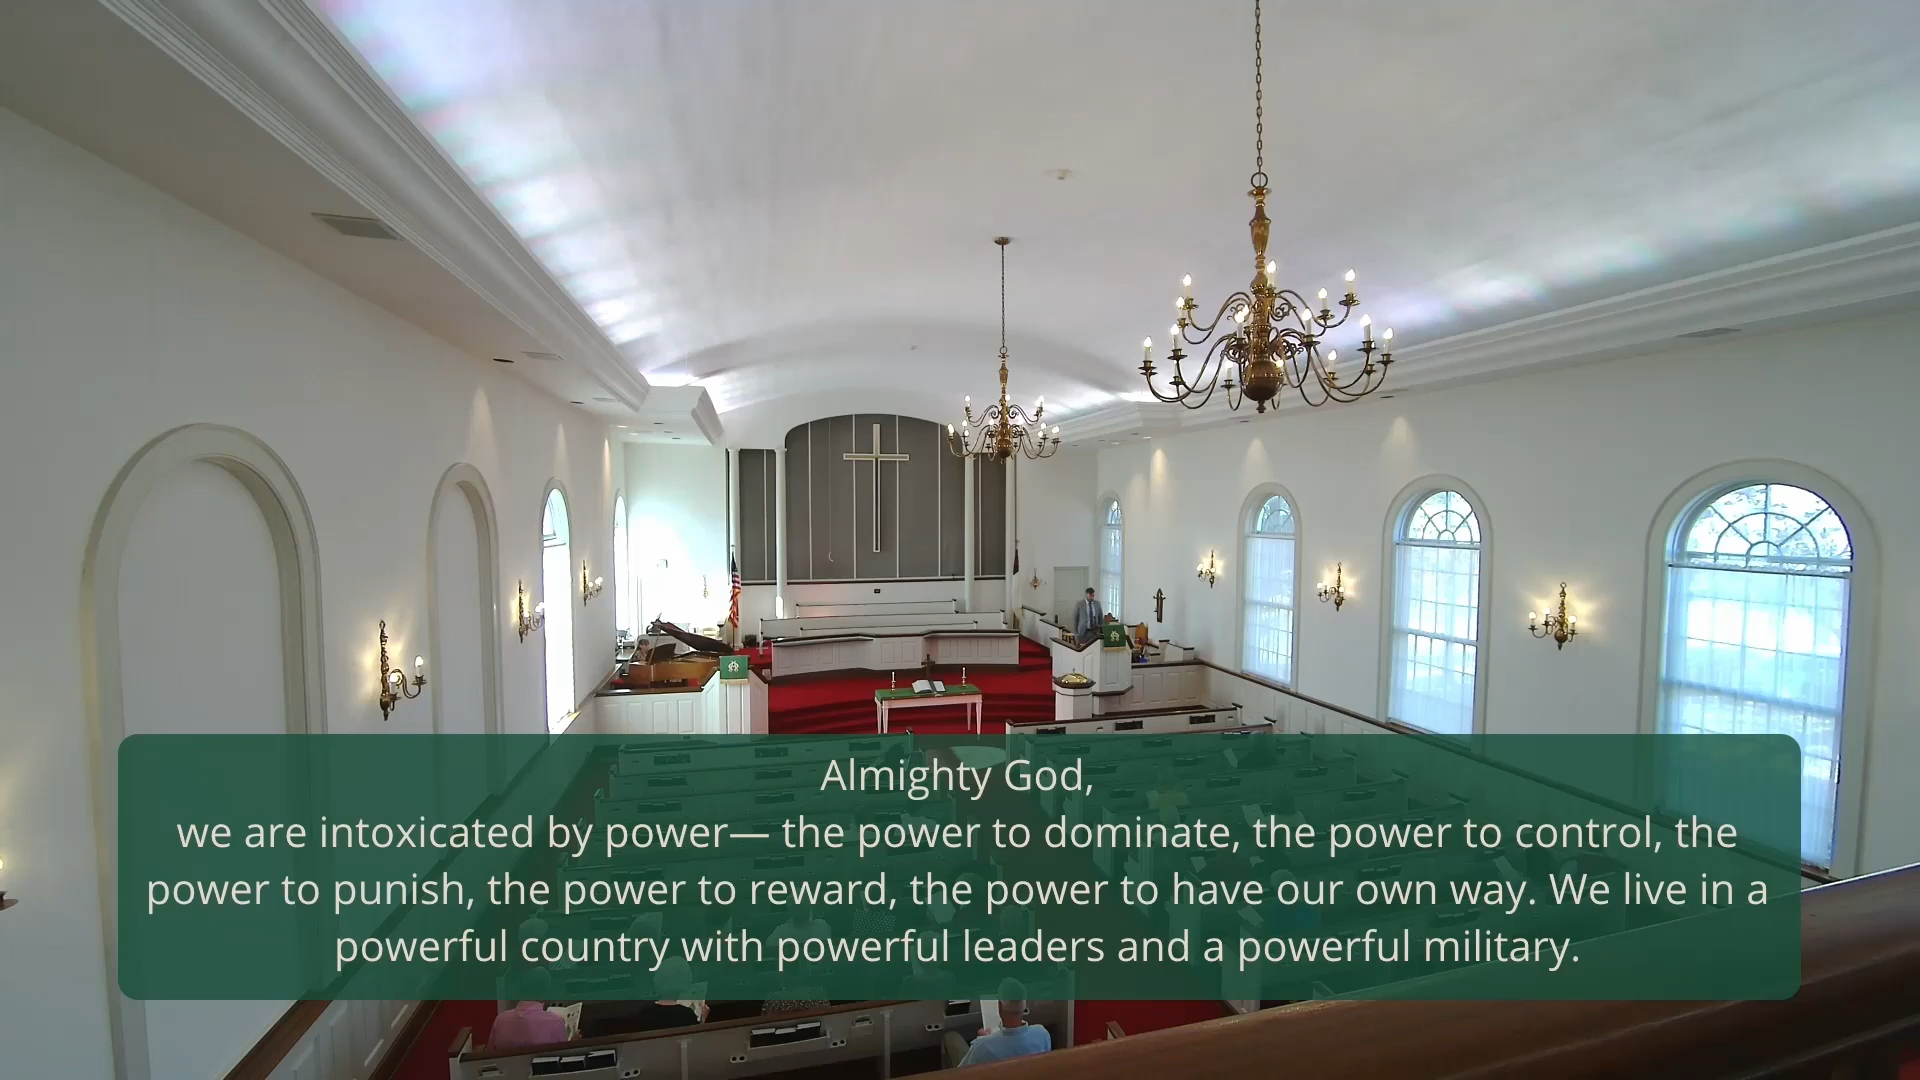 Almighty God,
we are intoxicated by power— the power to dominate, the power to control, the
power to punish, the power to reward, the power to have our own way. We live in a
powerful country with powerful leaders and a powerful military.